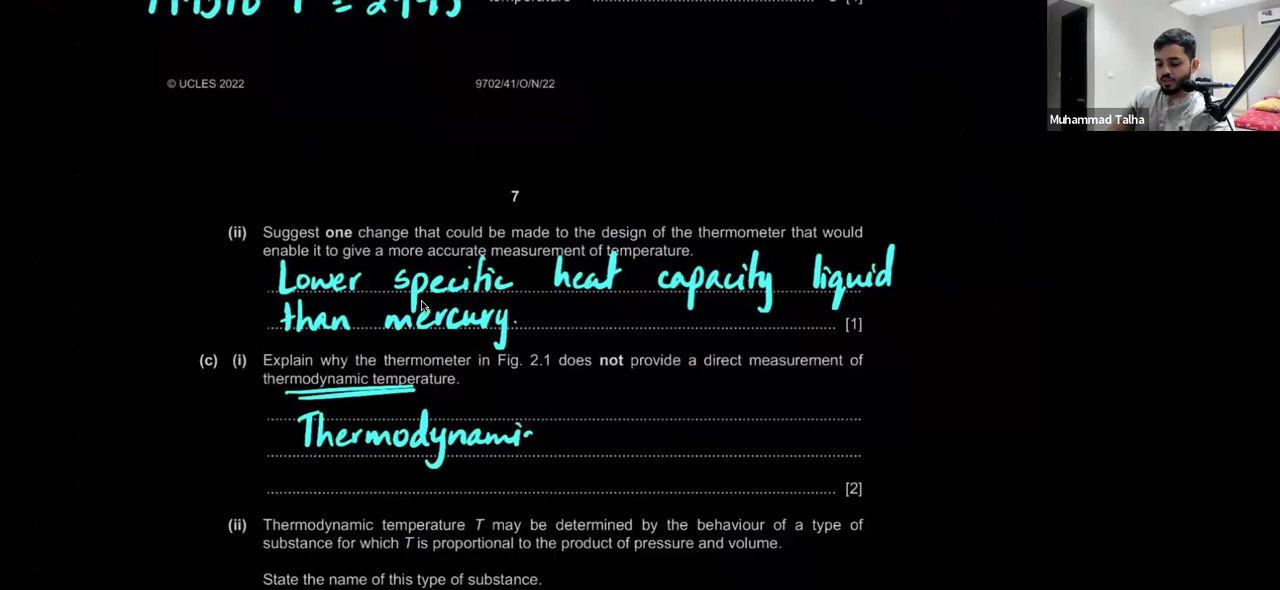 © UCLES 2022 9702/41/O/N/22
Muhammad Talha
7
(ii) Suggest one change that could be made to the design of the thermometer that would
enable it to give a more accurate measurement of temperature.
Lower specific heat capacity liquid
than mercury. [1]
(c) (i) Explain why the thermometer in Fig. 2.1 does not provide a direct measurement of
thermodynamic temperature.
Thermodynami
[2]
(ii) Thermodynamic temperature T may be determined by the behaviour of a type of
substance for which T is proportional to the product of pressure and volume.
State the name of this type of substance.